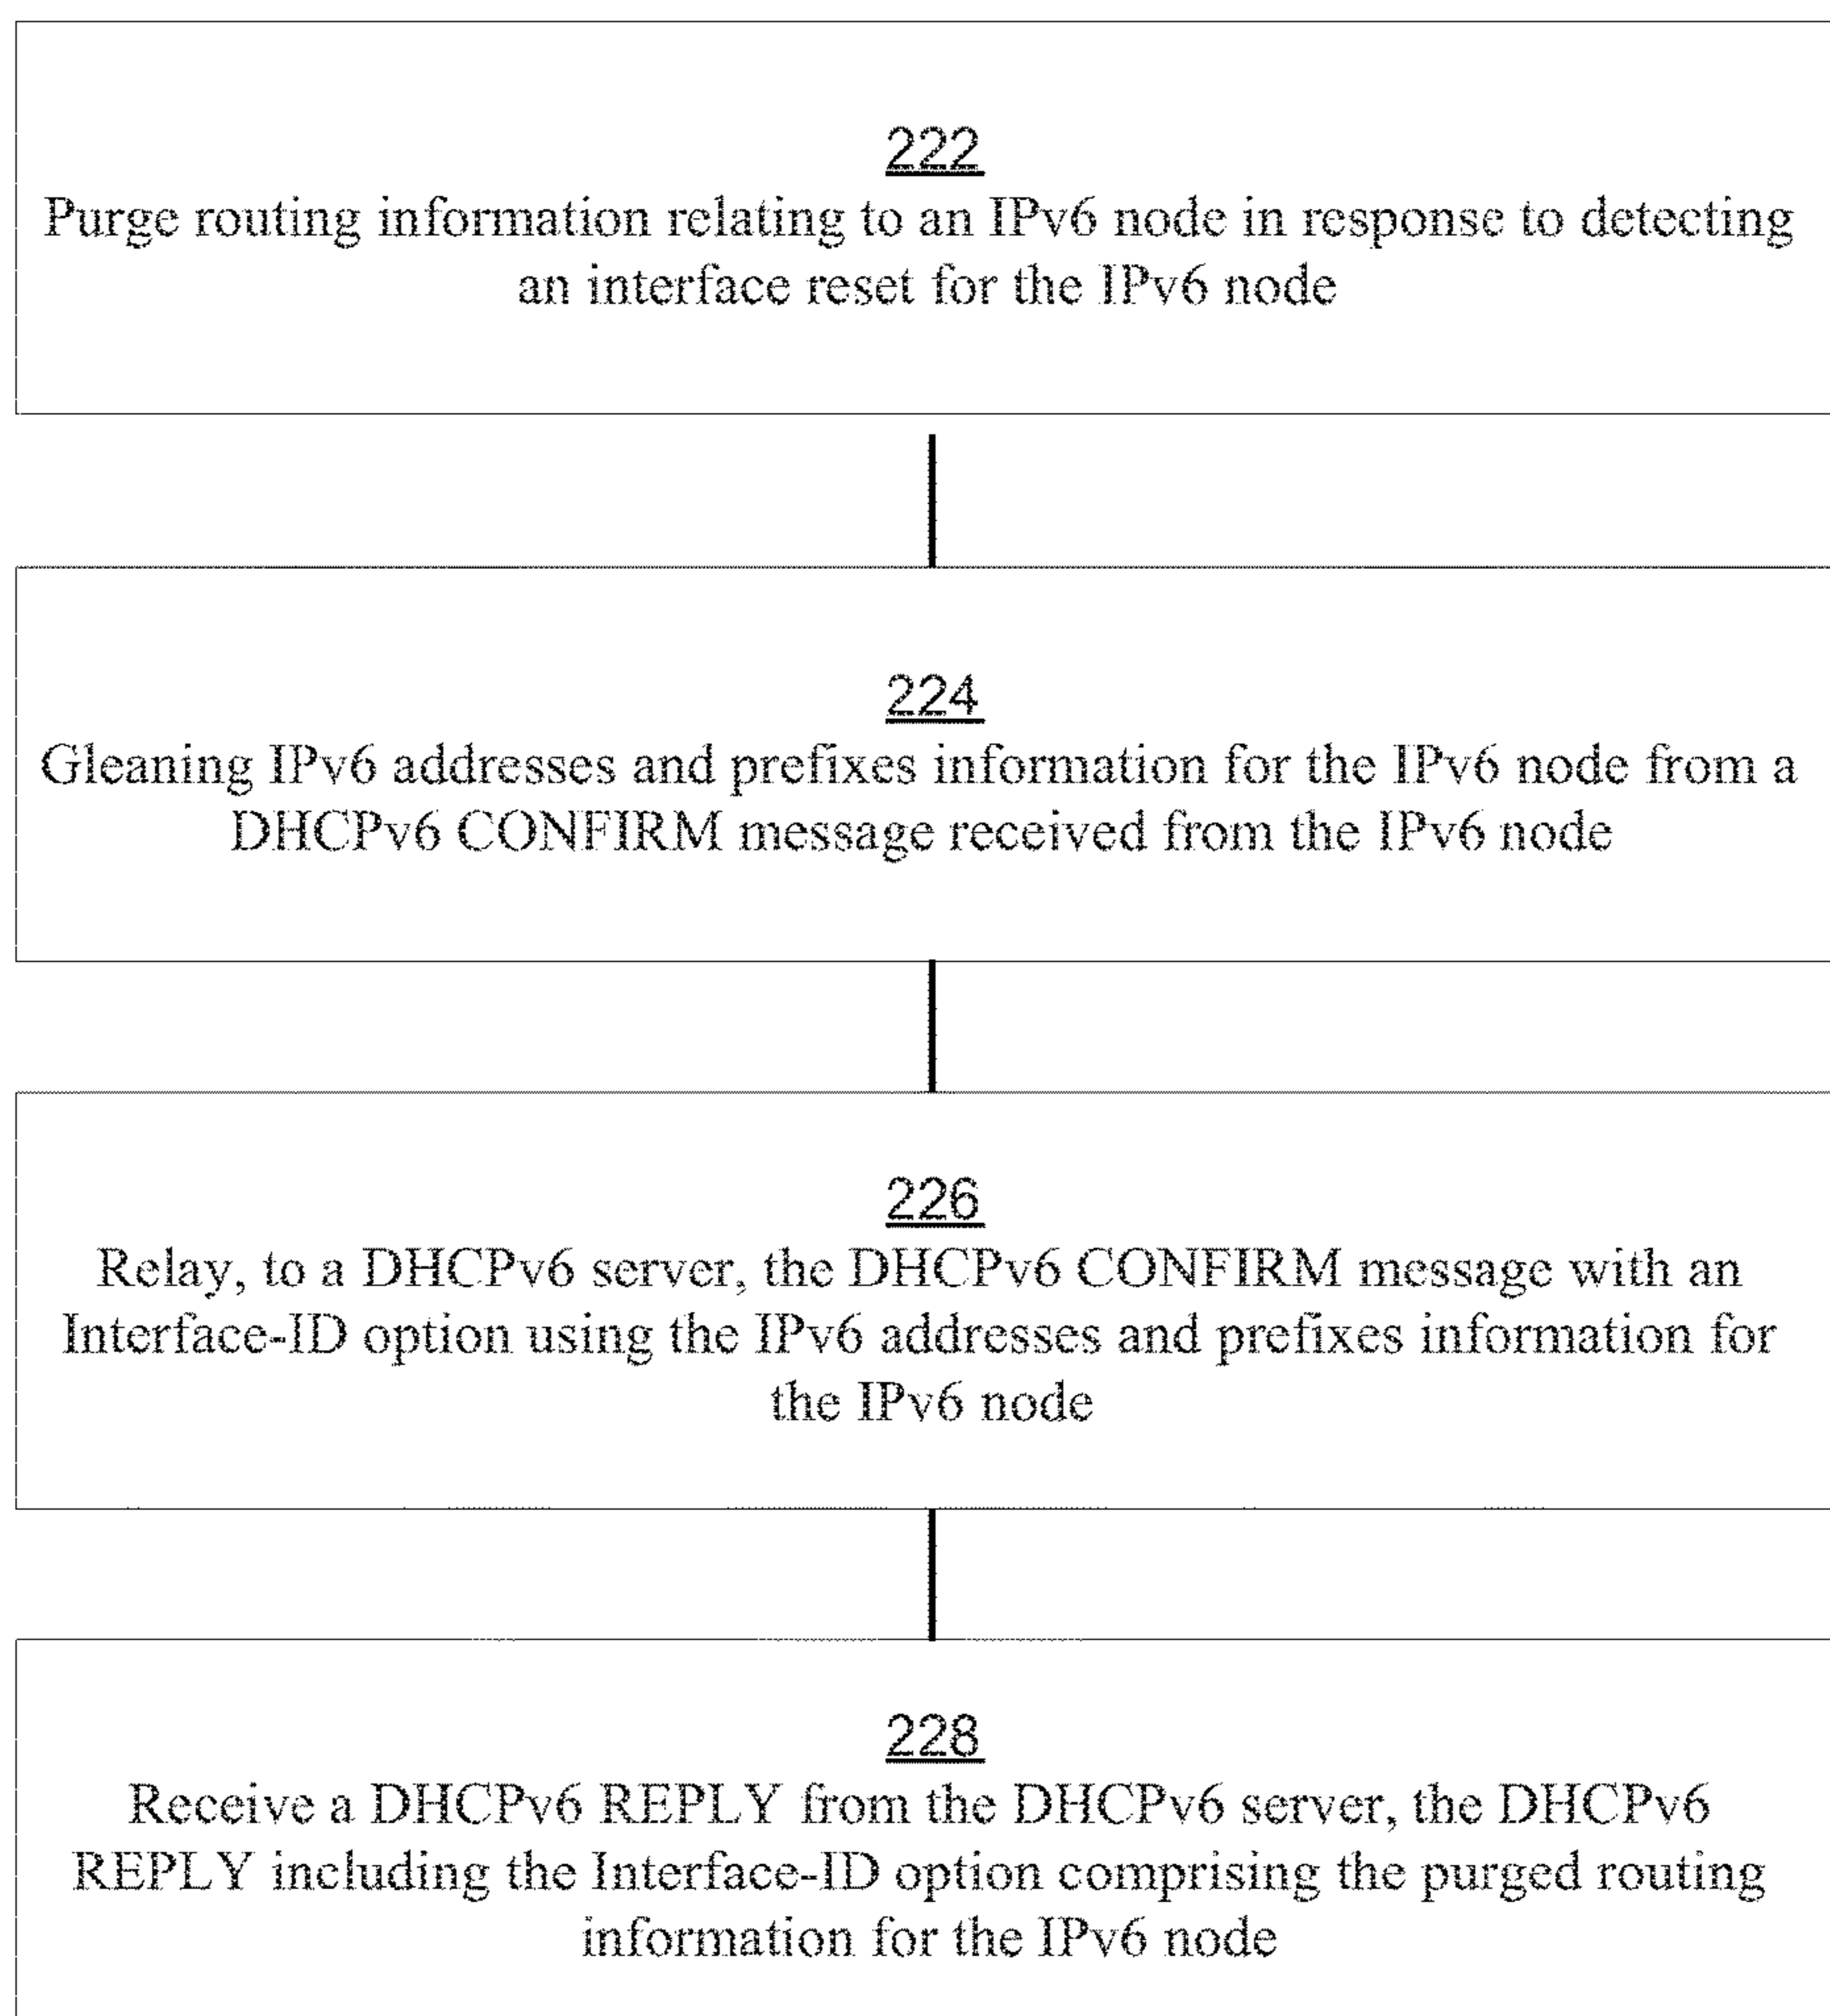 222
Purge routing information relating to an IPv6 node in response to detecting
an interface reset for the IPv6 node
224
Gleaning IPv6 addresses and prefixes information for the IPv6 node from a
DHCPv6 CONFIRM message received from the IPv6 node
226
Relay, to a DHCPv6 server, the DHCPv6 CONFIRM message with an
Interface-ID option using the IPv6 addresses and prefixes information for
the IPv6 node
228
Receive a DHCPv6 REPLY from the DHCPv6 server, the DHCPv6
REPLY including the Interface-ID option comprising the purged routing
information for the IPv6 node